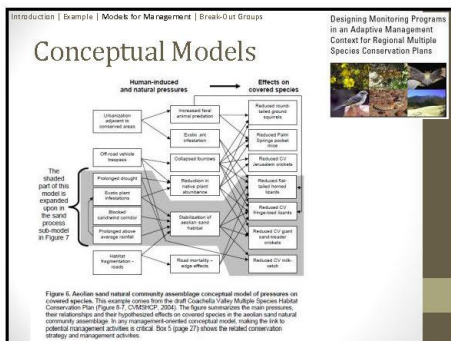 Introduction | Example | Models for Management | Break-Out Groups
Designing Monitoring Programs
in an Adaptive Management
Context for Regional Multiple
Species Conservation Plans
Conceptual Models
Human-induced
and natural pressures
Effects on
covered species
Urbanization
adjacent to
conserved areas
Off-road vehicle
trespass
Prolonged drought
Exotic plant
infestations
Blocked
sand/wind corridor
Prolonged above
average rainfall
Habitat
fragmentation -
roads
Increased feral
animal predation
Exotic ant
infestation
Collapsed burrows
Reduction in
native plant
abundance
Stabilization of
aeolian sand
habitat
Road mortality –
edge effects
Reduced round-
tailed ground
squirrels
Reduced Palm
Springs pocket
mice
Reduced CV
Jerusalem crickets
Reduced flat-
tailed horned
lizards
Reduced CV
fringe-toed lizards
Reduced CV giant
sand-treader
crickets
Reduced CV milk-
vetch
The
shaded
part of this
model is
expanded
upon in
the sand
process
sub-model
in Figure 7
Figure 6. Aeolian sand natural community assemblage conceptual model of pressures on
covered species. This example comes from the draft Coachella Valley Multiple Species Habitat
Conservation Plan (Figure 8-7, CVMSHCP, 2004). The figure summarizes the main pressures,
their relationships and their hypothesized effects on covered species in the aeolian sand natural
community assemblage. In any management-oriented conceptual model, making the link to
potential management activities is critical. Box 5 (page 27) shows the related conservation
strategy and management activities.